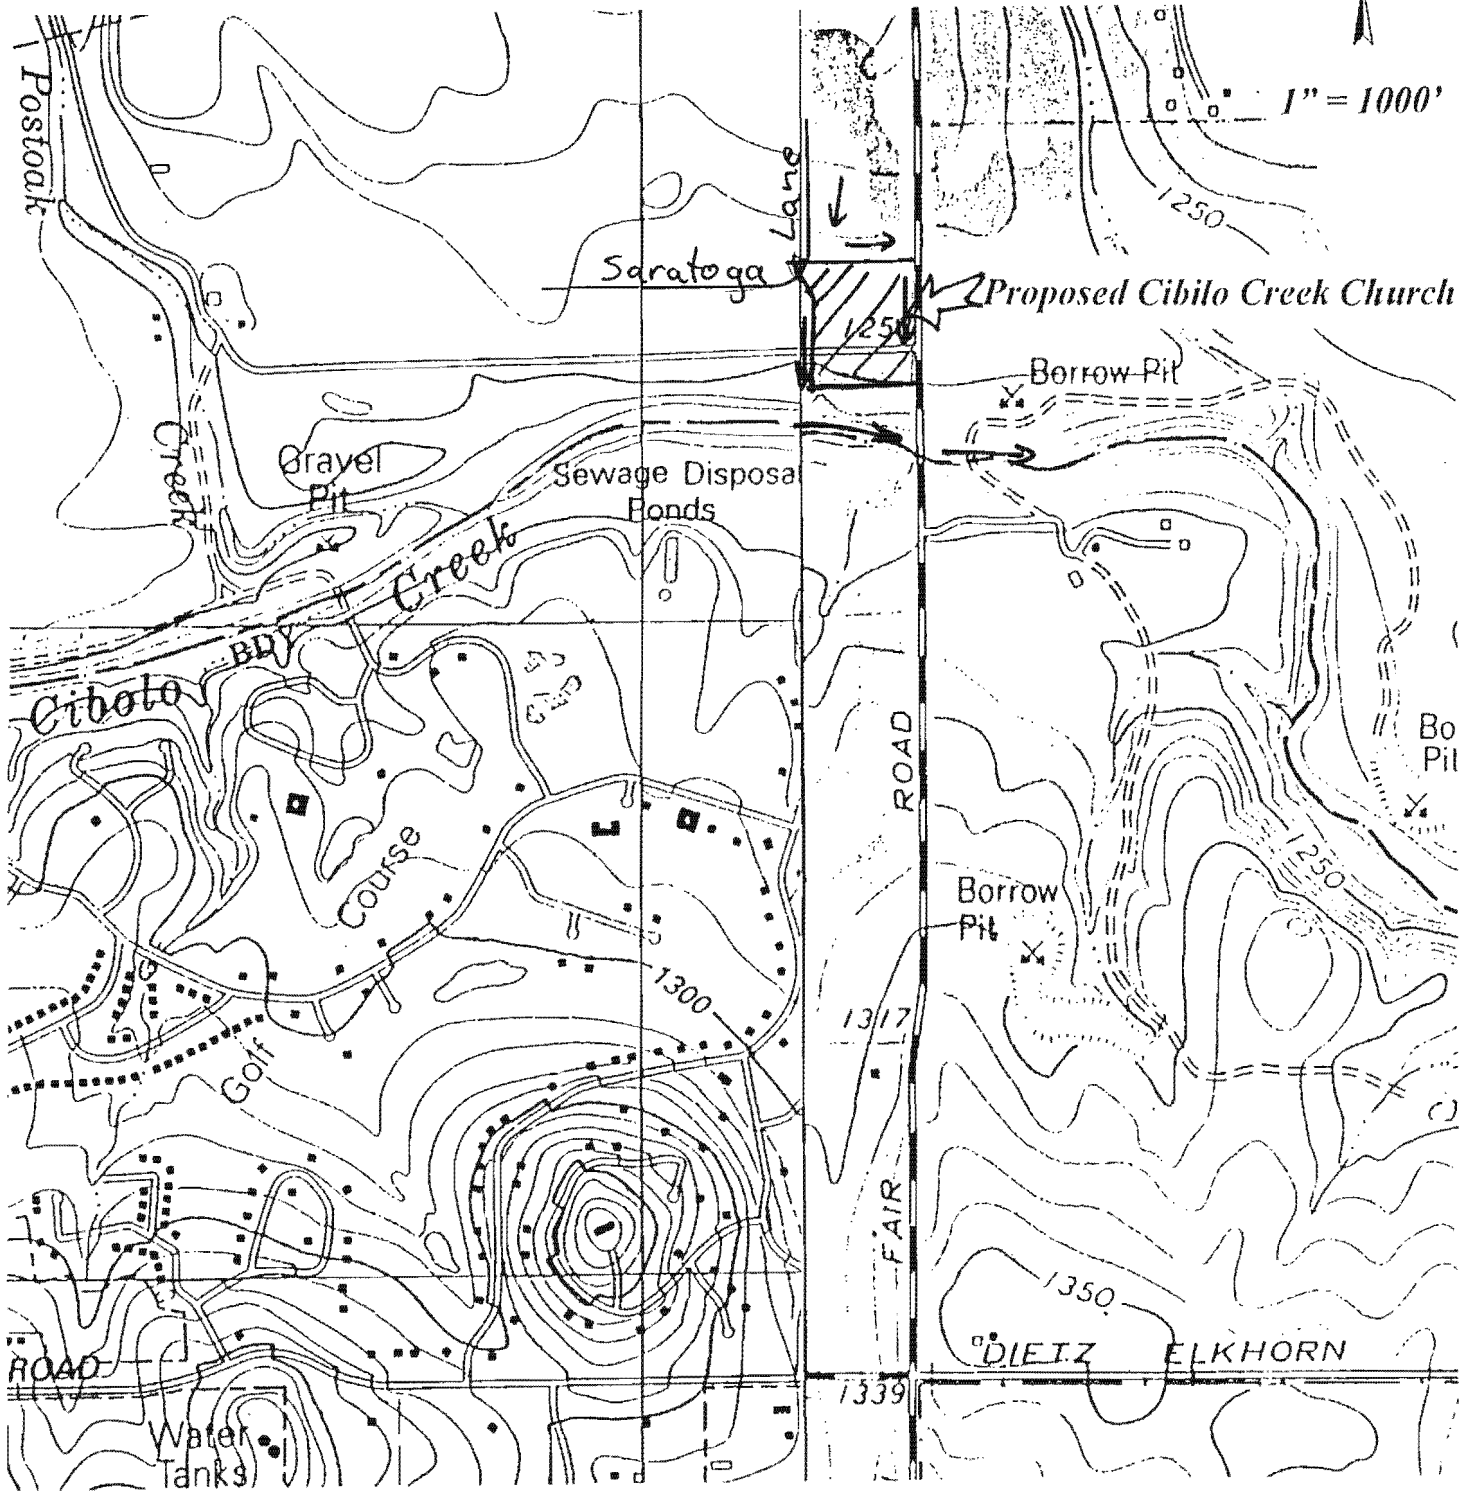 Postoak
1" = 1000'
Lane
1250
Saratoga
Proposed Cibilo Creek Church
125
Borrow Pit
Creek
Gravel
Pit
Sewage Disposal
Ponds
Creek
BDY
Cibolo
ROAD
Bo
Pit
Course
1250
Borrow
Pit
1300
1317
Golf
FAIR
1350
DIETZ ELKHORN
ROAD
1339
Water
Tanks